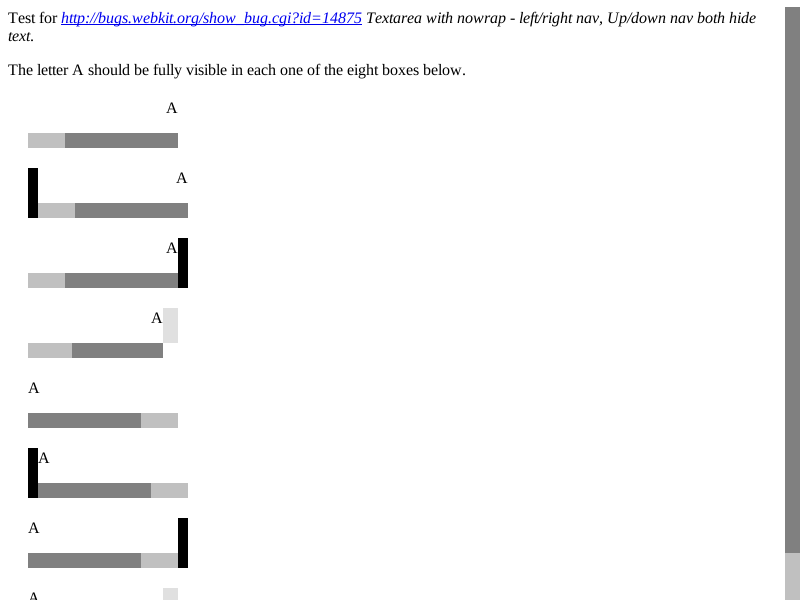 Test for http://bugs.webkit.org/show_bug.cgi?id=14875 Textarea with nowrap - left/right nav, Up/down nav both hide
text.
The letter A should be fully visible in each one of the eight boxes below.
A
A
A
A
A
A
A
A